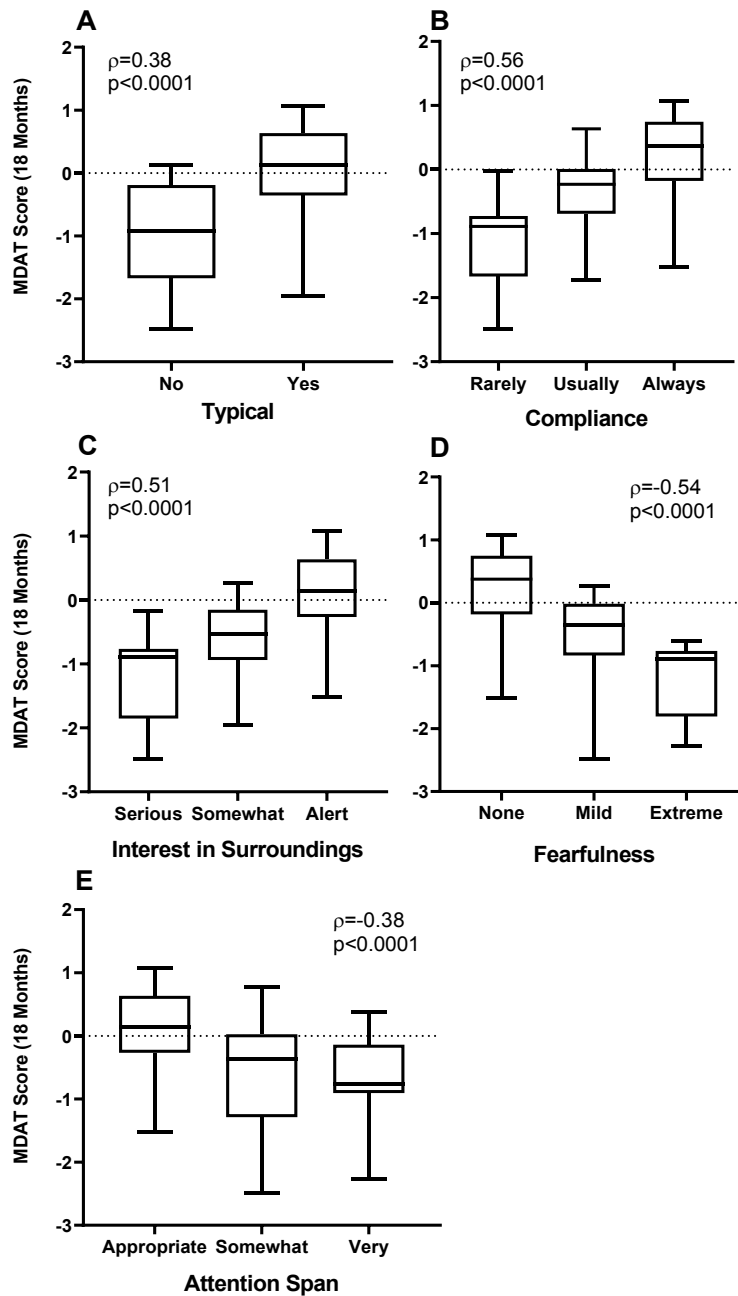 A
MDAT Score (18 Months)
2
1
0
-1
-2
-3
ρ=0.38
p<0.0001
No Yes
Typical
B
2
1
0
-1
-2
-3
ρ=0.56
p<0.0001
Rarely Usually Always
Compliance
C
MDAT Score (18 Months)
2
1
0
-1
-2
-3
ρ=0.51
p<0.0001
Serious Somewhat Alert
Interest in Surroundings
D
2
1
0
-1
-2
-3
ρ=-0.54
p<0.0001
None Mild Extreme
Fearfulness
E
MDAT Score (18 Months)
2
1
0
-1
-2
-3
ρ=-0.38
p<0.0001
Appropriate Somewhat Very
Attention Span